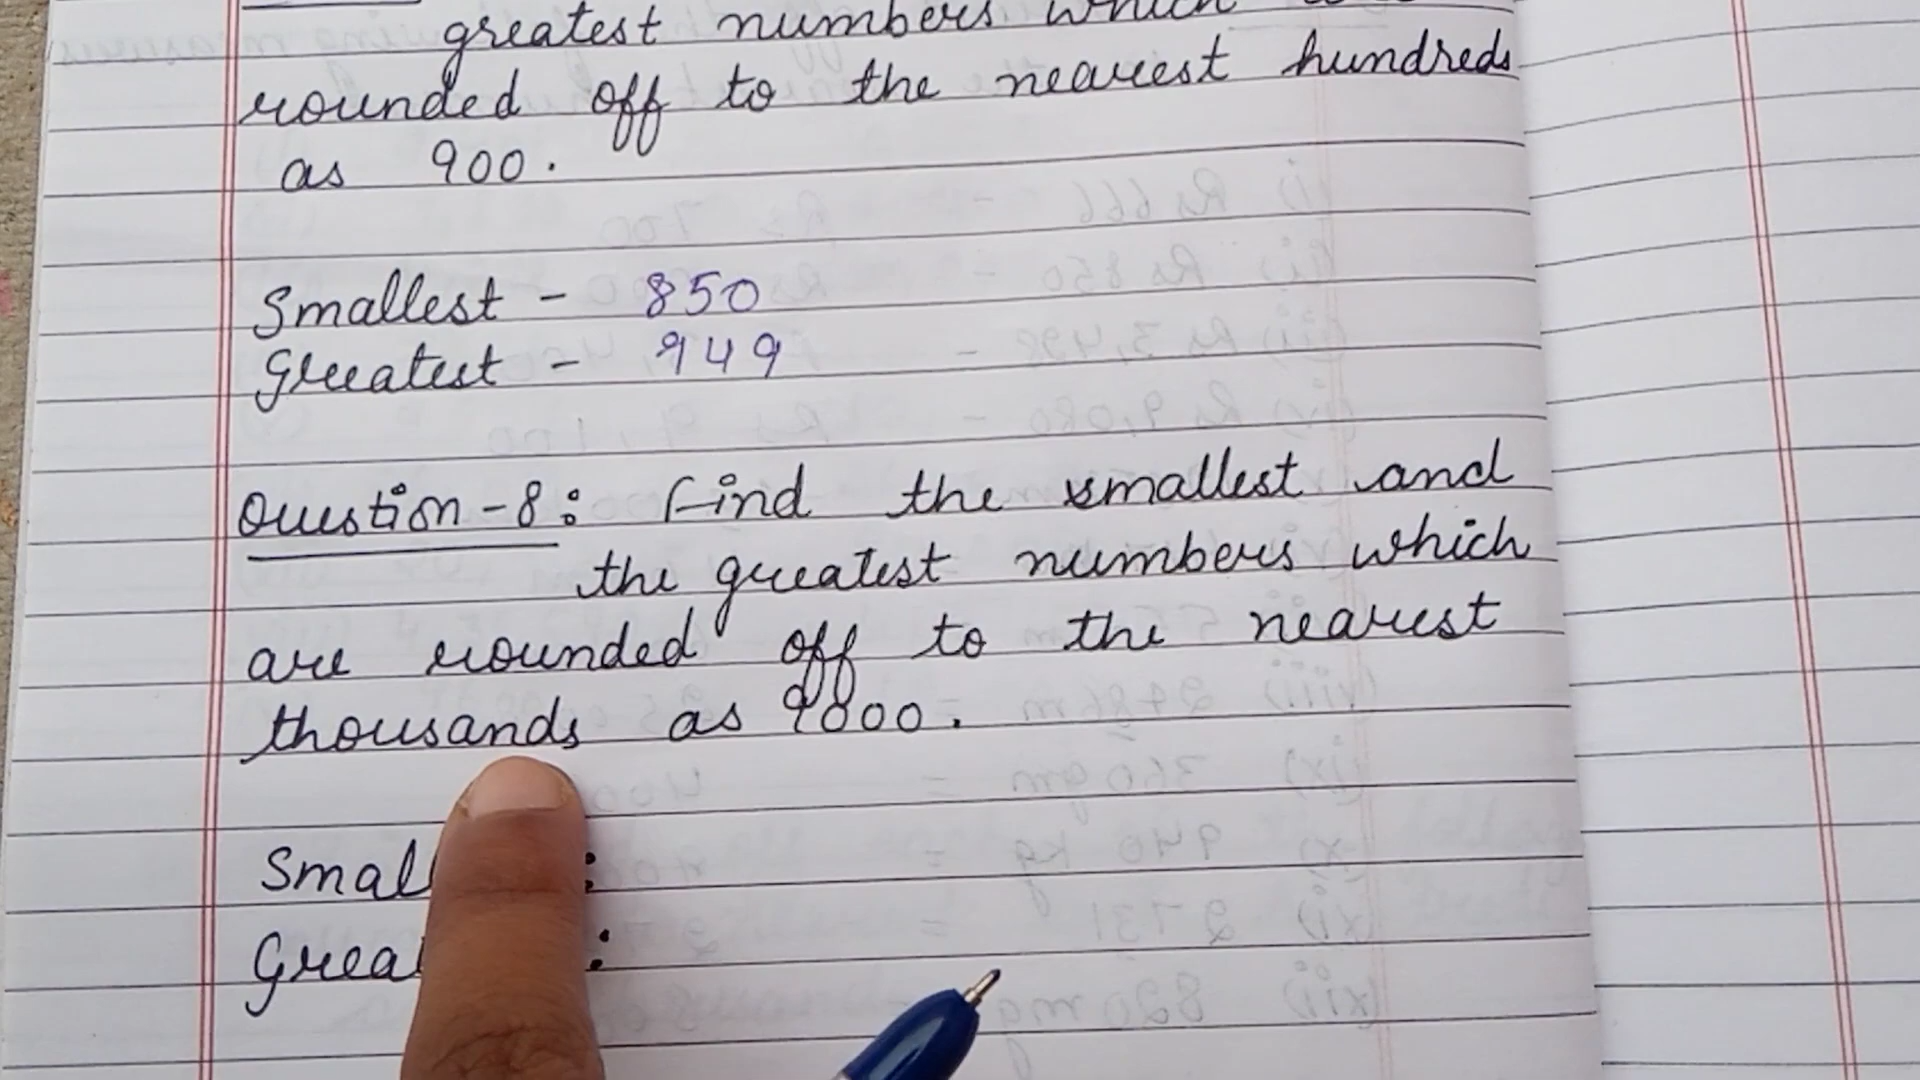 greatest numbers which
rounded off to the nearest hundreds
as 900.
Smallest - 850
Greatest - 949
Question-8: Find the smallest and
the greatest numbers which
are rounded off to the nearest
thousands as 9000.
Smal :
Grea :